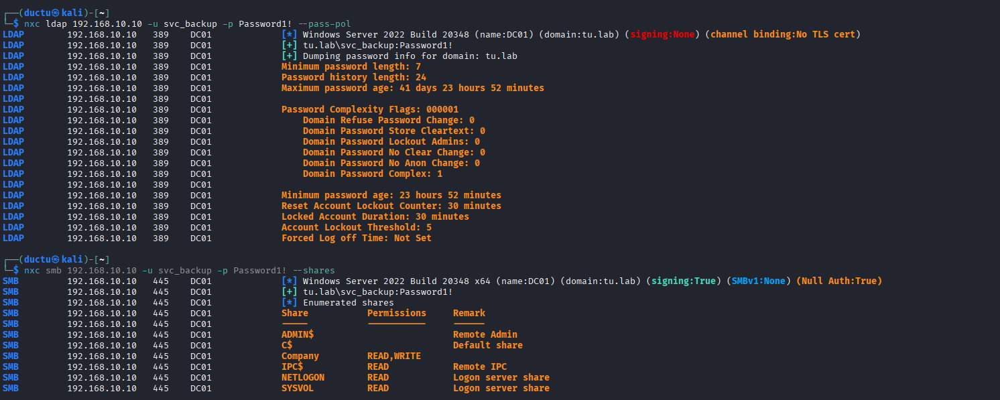 ┌──(ductu㉿kali)-[~]
└─$ nxc ldap 192.168.10.10 -u svc_backup -p Password1! --pass-pol
LDAP 192.168.10.10 389 DC01 [*] Windows Server 2022 Build 20348 (name:DC01) (domain:tu.lab) (signing:None) (channel binding:No TLS cert)
LDAP 192.168.10.10 389 DC01 [+] tu.lab\svc_backup:Password1!
LDAP 192.168.10.10 389 DC01 [+] Dumping password info for domain: tu.lab
LDAP 192.168.10.10 389 DC01 Minimum password length: 7
LDAP 192.168.10.10 389 DC01 Password history length: 24
LDAP 192.168.10.10 389 DC01 Maximum password age: 41 days 23 hours 52 minutes
LDAP 192.168.10.10 389 DC01
LDAP 192.168.10.10 389 DC01 Password Complexity Flags: 000001
LDAP 192.168.10.10 389 DC01 Domain Refuse Password Change: 0
LDAP 192.168.10.10 389 DC01 Domain Password Store Cleartext: 0
LDAP 192.168.10.10 389 DC01 Domain Password Lockout Admins: 0
LDAP 192.168.10.10 389 DC01 Domain Password No Clear Change: 0
LDAP 192.168.10.10 389 DC01 Domain Password No Anon Change: 0
LDAP 192.168.10.10 389 DC01 Domain Password Complex: 1
LDAP 192.168.10.10 389 DC01
LDAP 192.168.10.10 389 DC01 Minimum password age: 23 hours 52 minutes
LDAP 192.168.10.10 389 DC01 Reset Account Lockout Counter: 30 minutes
LDAP 192.168.10.10 389 DC01 Locked Account Duration: 30 minutes
LDAP 192.168.10.10 389 DC01 Account Lockout Threshold: 5
LDAP 192.168.10.10 389 DC01 Forced Log off Time: Not Set
┌──(ductu㉿kali)-[~]
└─$ nxc smb 192.168.10.10 -u svc_backup -p Password1! --shares
SMB 192.168.10.10 445 DC01 [*] Windows Server 2022 Build 20348 x64 (name:DC01) (domain:tu.lab) (signing:True) (SMBv1:None) (Null Auth:True)
SMB 192.168.10.10 445 DC01 [+] tu.lab\svc_backup:Password1!
SMB 192.168.10.10 445 DC01 [*] Enumerated shares
SMB 192.168.10.10 445 DC01 Share Permissions Remark
SMB 192.168.10.10 445 DC01 ----- ----------- ------
SMB 192.168.10.10 445 DC01 ADMIN$ Remote Admin
SMB 192.168.10.10 445 DC01 C$ Default share
SMB 192.168.10.10 445 DC01 Company READ,WRITE
SMB 192.168.10.10 445 DC01 IPC$ READ Remote IPC
SMB 192.168.10.10 445 DC01 NETLOGON READ Logon server share
SMB 192.168.10.10 445 DC01 SYSVOL READ Logon server share